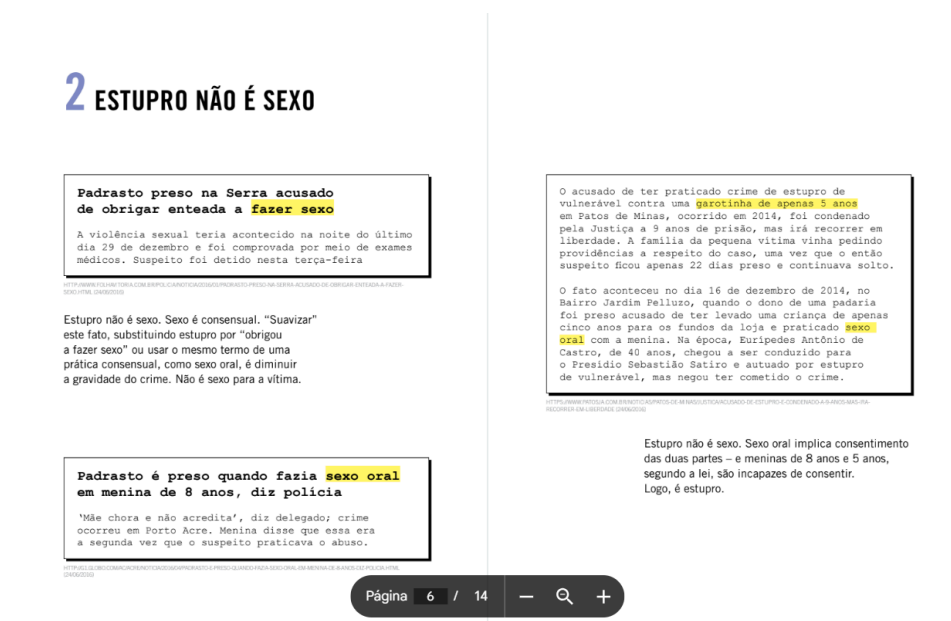 2 ESTUPRO NÃO É SEXO
Padrasto preso na Serra acusado
de obrigar enteada a fazer sexo
A violência sexual teria acontecido na noite do último
dia 29 de dezembro e foi comprovada por meio de exames
médicos. Suspeito foi detido nesta terça-feira
Estupro não é sexo. Sexo é consensual. “Suavizar”
este fato, substituindo estupro por “obrigou
a fazer sexo” ou usar o mesmo termo de uma
prática consensual, como sexo oral, é diminuir
a gravidade do crime. Não é sexo para a vítima.
Padrasto é preso quando fazia sexo oral
em menina de 8 anos, diz polícia
‘Mãe chora e não acredita’, diz delegado; crime
ocorreu em Porto Acre. Menina disse que essa era
a segunda vez que o suspeito praticava o abuso.
O acusado de ter praticado crime de estupro de
vulnerável contra uma garotinha de apenas 5 anos
em Patos de Minas, ocorrido em 2014, foi condenado
pela Justiça a 9 anos de prisão, mas irá recorrer em
liberdade. A família da pequena vítima vinha pedindo
providências a respeito do caso, uma vez que o então
suspeito ficou apenas 22 dias preso e continuava solto.
O fato aconteceu no dia 16 de dezembro de 2014, no
Bairro Jardim Pelluzo, quando o dono de uma padaria
foi preso acusado de ter levado uma criança de apenas
cinco anos para os fundos da loja e praticado sexo
oral com a menina. Na época, Eurípedes Antônio de
Castro, de 40 anos, chegou a ser conduzido para
o Presídio Sebastião Satiro e autuado por estupro
de vulnerável, mas negou ter cometido o crime.
Estupro não é sexo. Sexo oral implica consentimento
das duas partes – e meninas de 8 anos e 5 anos,
segundo a lei, são incapazes de consentir.
Logo, é estupro.
Página 6 / 14